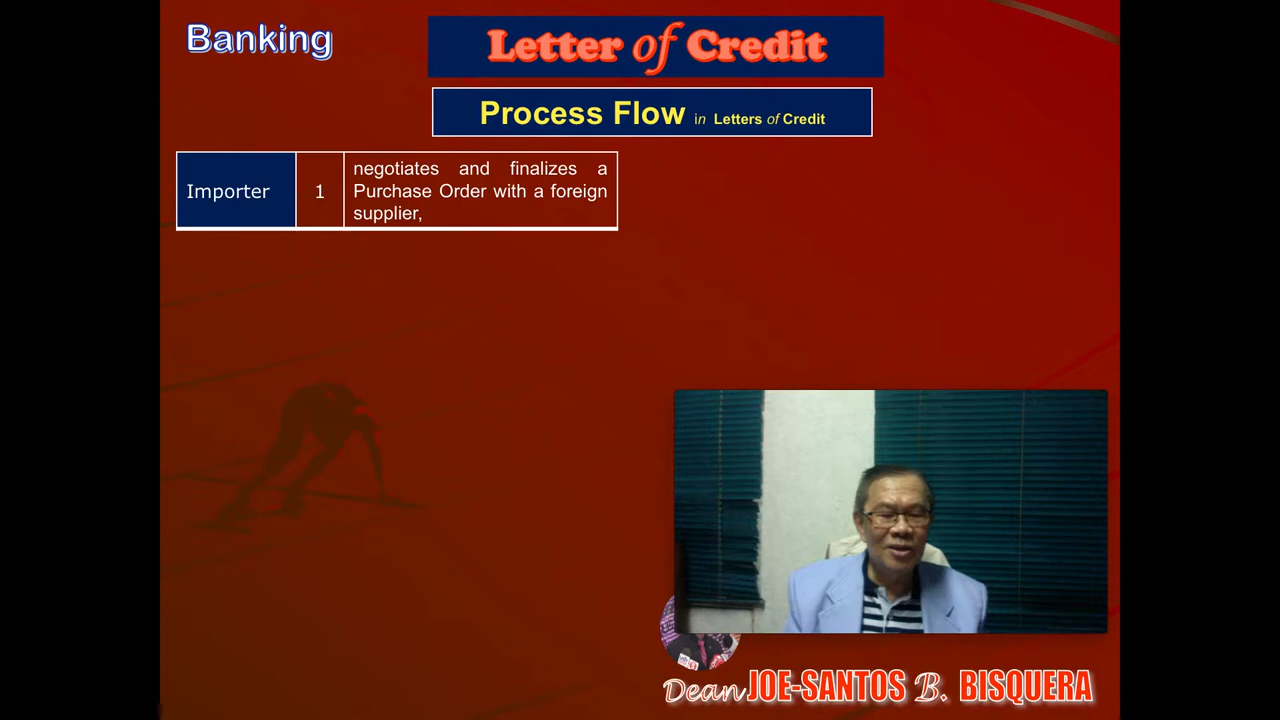 Banking
Letter of Credit
Process Flow in Letters of Credit
Importer
1
negotiates and finalizes a
Purchase Order with a foreign
supplier,
Dean JOE-SANTOS B. BISQUERA